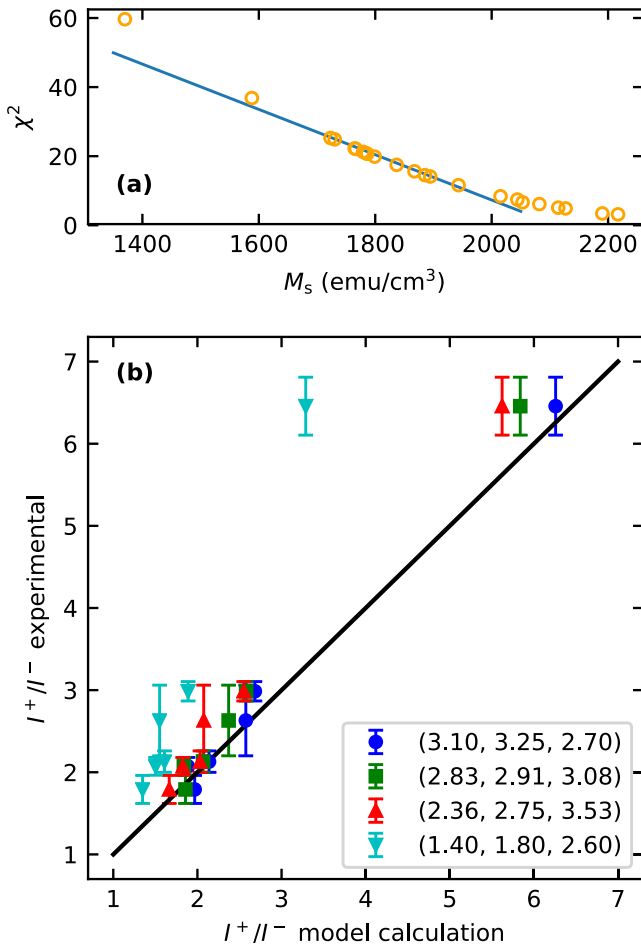 60
40
20
0
χ²
(a)
1400 1600 1800 2000 2200
Mₛ (emu/cm³)
7
6
5
4
3
2
1
I⁺/I⁻ experimental
(b)
(3.10, 3.25, 2.70)
(2.83, 2.91, 3.08)
(2.36, 2.75, 3.53)
(1.40, 1.80, 2.60)
1 2 3 4 5 6 7
I⁺/I⁻ model calculation